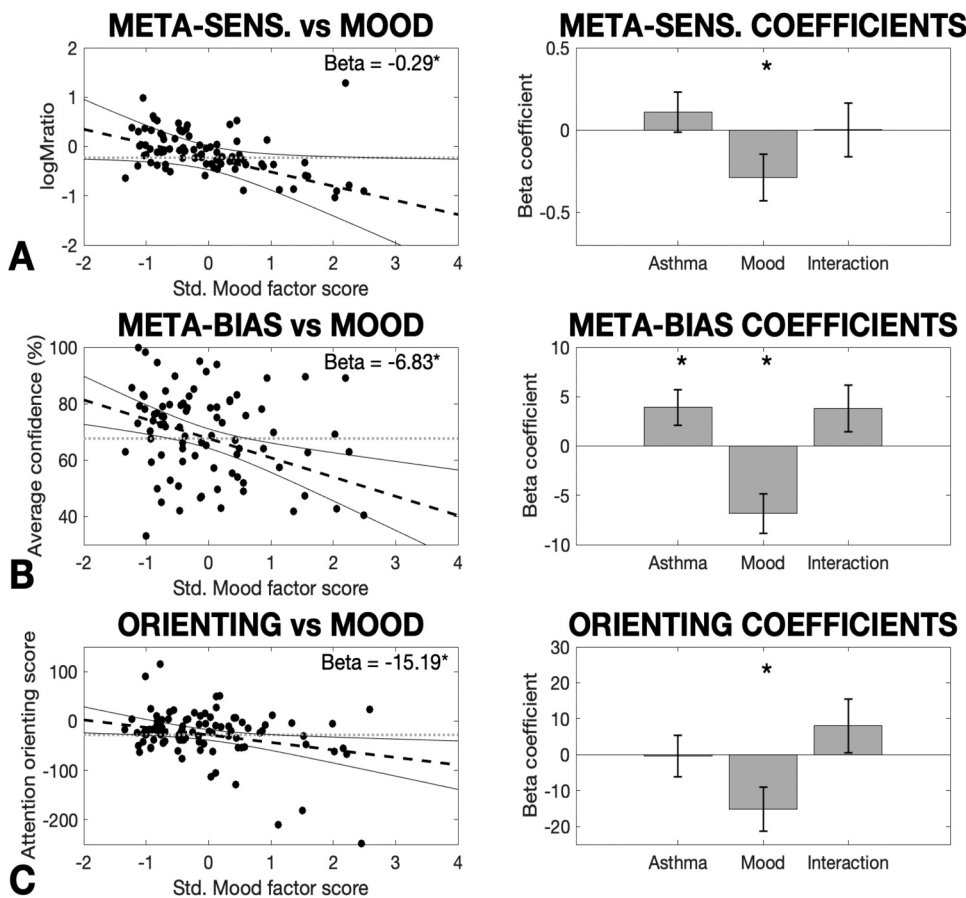 META-SENS. vs MOOD
Beta = -0.29*
2
1
0
-1
-2
logMratio
-2 -1 0 1 2 3 4
Std. Mood factor score
A
META-SENS. COEFFICIENTS
0.5
0
-0.5
Beta coefficient
*
Asthma Mood Interaction
META-BIAS vs MOOD
Beta = -6.83*
100
80
60
40
Average confidence (%)
-2 -1 0 1 2 3 4
Std. Mood factor score
B
META-BIAS COEFFICIENTS
10
5
0
-5
-10
Beta coefficient
* *
Asthma Mood Interaction
ORIENTING vs MOOD
Beta = -15.19*
100
0
-100
-200
Attention orienting score
-2 -1 0 1 2 3 4
Std. Mood factor score
C
ORIENTING COEFFICIENTS
30
20
10
0
-10
-20
Beta coefficient
*
Asthma Mood Interaction